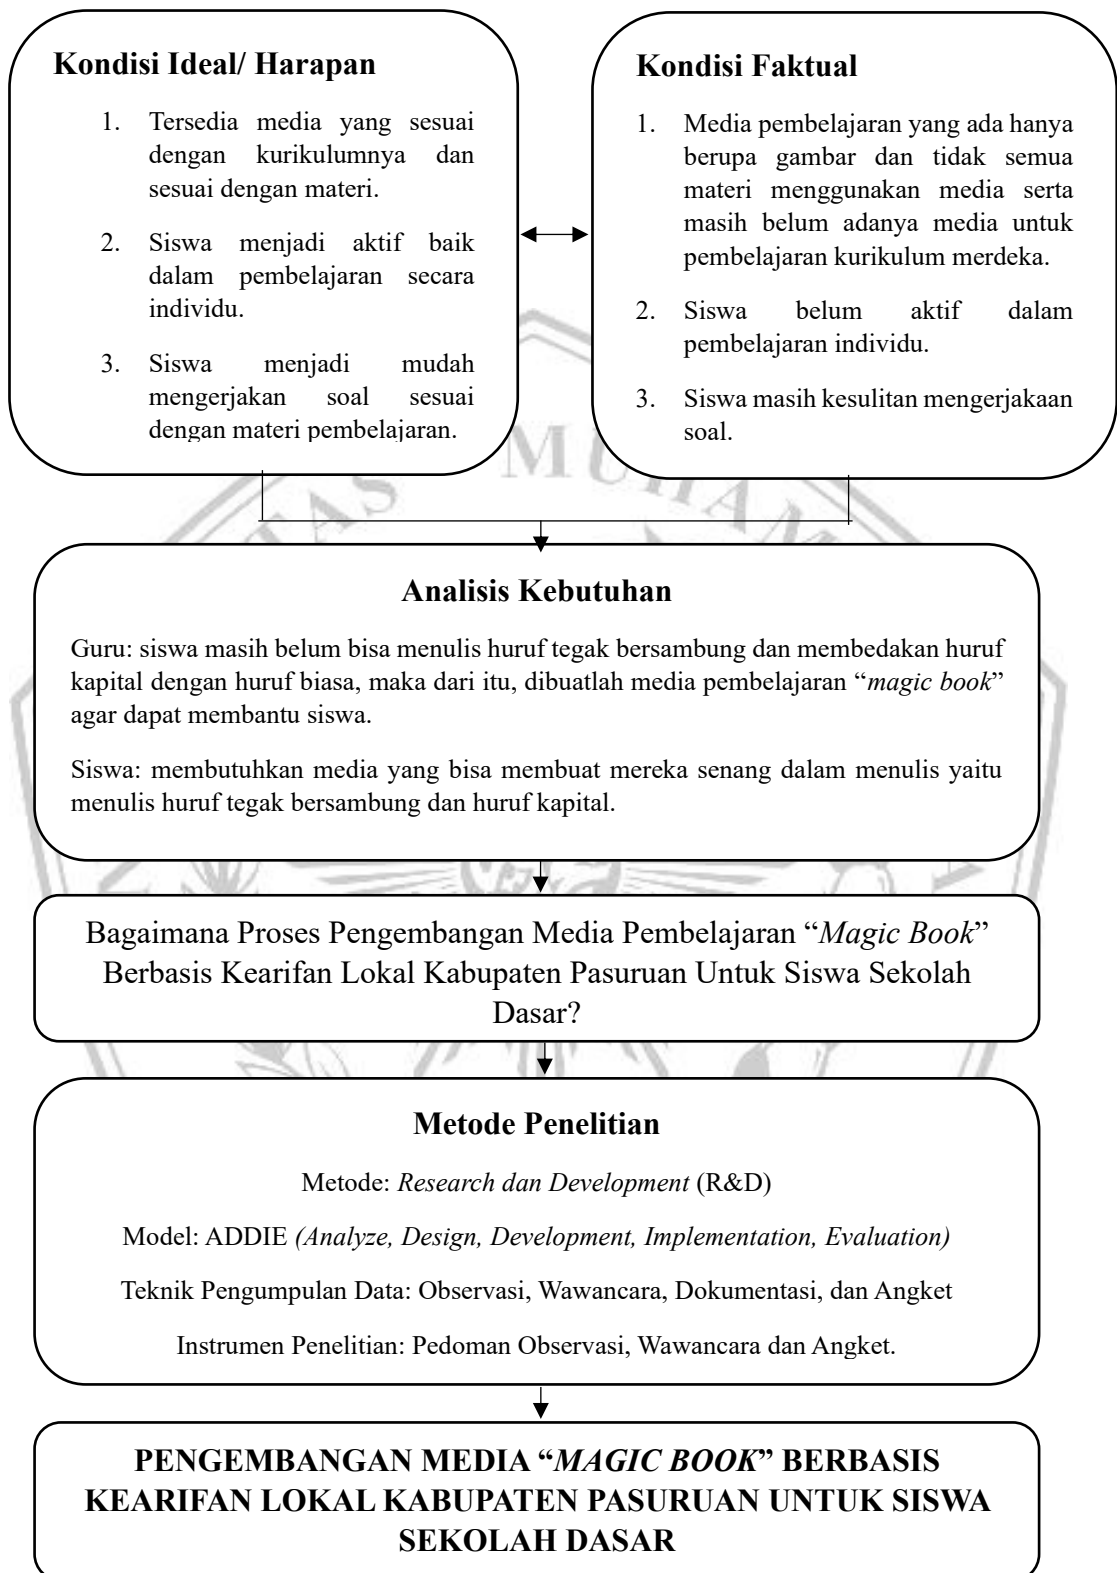 Kondisi Ideal/ Harapan
1. Tersedia media yang sesuai
dengan kurikulumnya dan
sesuai dengan materi.
2. Siswa menjadi aktif baik
dalam pembelajaran secara
individu.
3. Siswa menjadi mudah
mengerjakan soal sesuai
dengan materi pembelajaran.
Kondisi Faktual
1. Media pembelajaran yang ada hanya
berupa gambar dan tidak semua
materi menggunakan media serta
masih belum adanya media untuk
pembelajaran kurikulum merdeka.
2. Siswa belum aktif dalam
pembelajaran individu.
3. Siswa masih kesulitan mengerjakaan
soal.
TAS MUHAM
Analisis Kebutuhan
Guru: siswa masih belum bisa menulis huruf tegak bersambung dan membedakan huruf
kapital dengan huruf biasa, maka dari itu, dibuatlah media pembelajaran “magic book”
agar dapat membantu siswa.
Siswa: membutuhkan media yang bisa membuat mereka senang dalam menulis yaitu
menulis huruf tegak bersambung dan huruf kapital.
Bagaimana Proses Pengembangan Media Pembelajaran “Magic Book”
Berbasis Kearifan Lokal Kabupaten Pasuruan Untuk Siswa Sekolah
Dasar?
Metode Penelitian
Metode: Research dan Development (R&D)
Model: ADDIE (Analyze, Design, Development, Implementation, Evaluation)
Teknik Pengumpulan Data: Observasi, Wawancara, Dokumentasi, dan Angket
Instrumen Penelitian: Pedoman Observasi, Wawancara dan Angket.
PENGEMBANGAN MEDIA “MAGIC BOOK” BERBASIS
KEARIFAN LOKAL KABUPATEN PASURUAN UNTUK SISWA
SEKOLAH DASAR